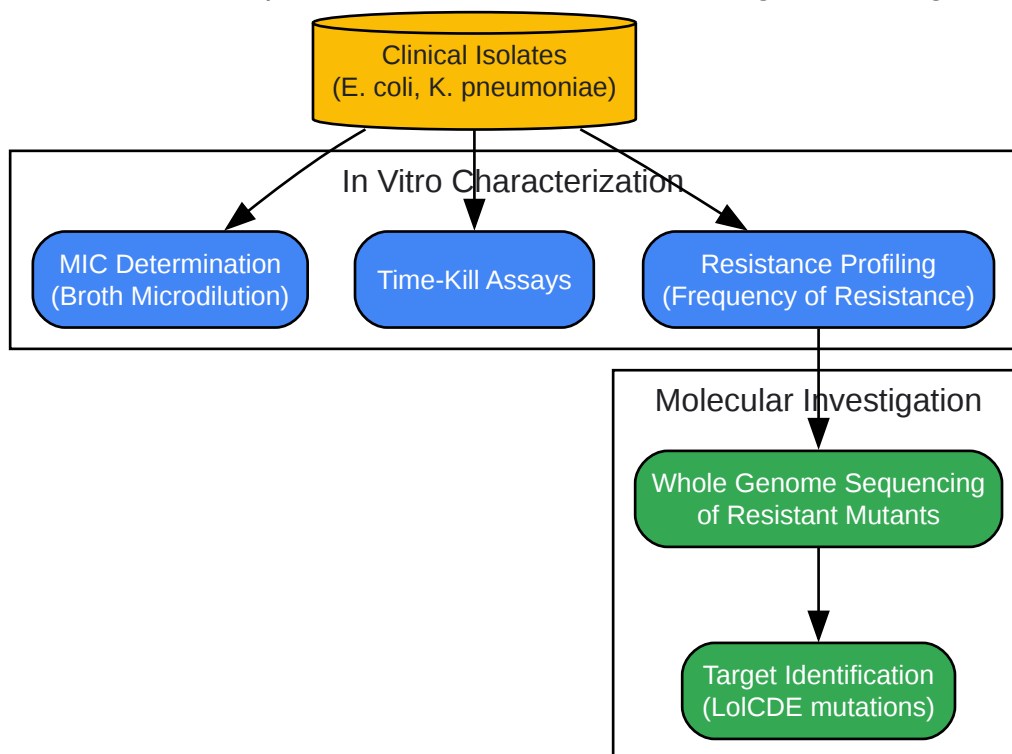 Clinical Isolates
(E. coli, K. pneumoniae)
In Vitro Characterization
MIC Determination
(Broth Microdilution)
Time-Kill Assays
Resistance Profiling
(Frequency of Resistance)
Molecular Investigation
Whole Genome Sequencing
of Resistant Mutants
Target Identification
(LolCDE mutations)